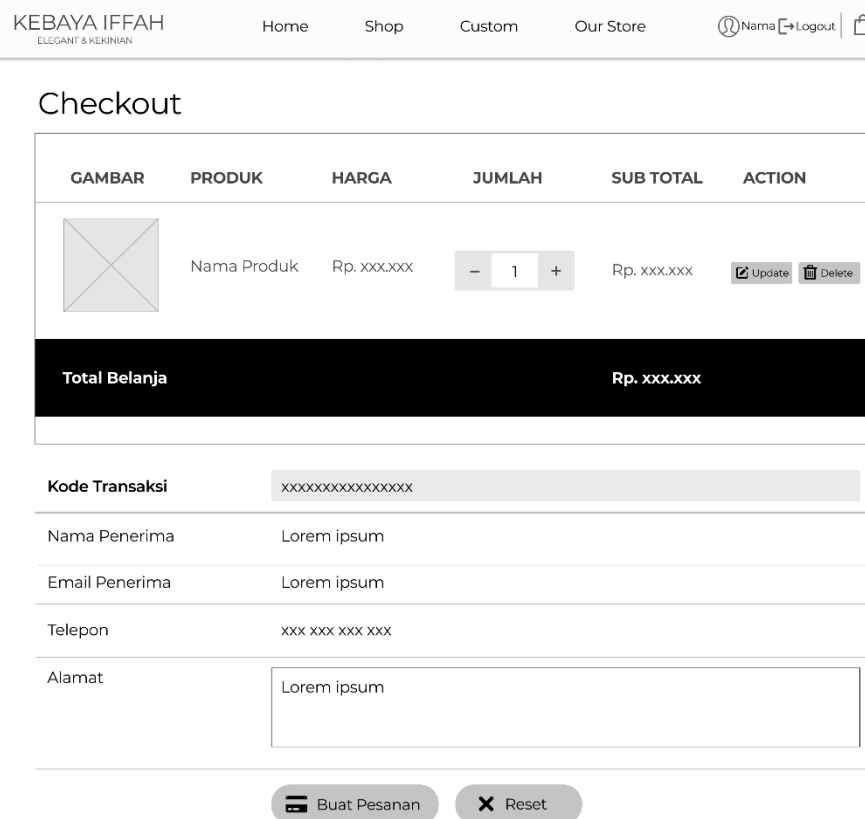 KEBAYA IFFAH
ELEGANT & KEKINIAN
Home Shop Custom Our Store Nama Logout
Checkout
GAMBAR PRODUK HARGA JUMLAH SUB TOTAL ACTION
Nama Produk Rp. xxx.xxx − 1 + Rp. xxx.xxx Update Delete
Total Belanja Rp. xxx.xxx
Kode Transaksi xxxxxxxxxxxxxxxx
Nama Penerima Lorem ipsum
Email Penerima Lorem ipsum
Telepon xxx xxx xxx xxx
Alamat Lorem ipsum
Buat Pesanan Reset